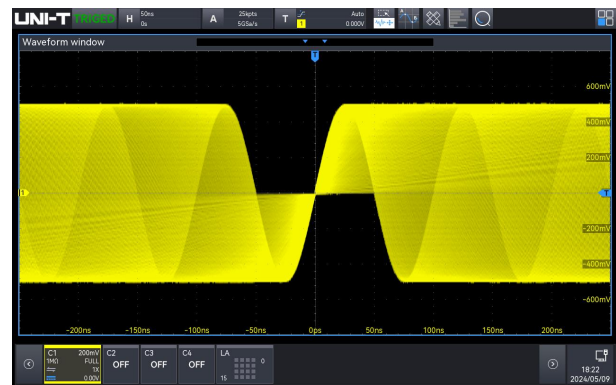 UNI-T TRIGED H 50ns 0s A 25kpts 5GSa/s T 1 Auto 0.000V
Waveform window
T
600mV
400mV
200mV
1 T
-200mV
-400mV
-600mV
-200ns -150ns -100ns -50ns 0ps 50ns 100ns 150ns 200ns
C1 200mV C2 C3 C4 LA
1MΩ FULL OFF OFF OFF 0
1X
0.00V 15
18:22
2024/05/09